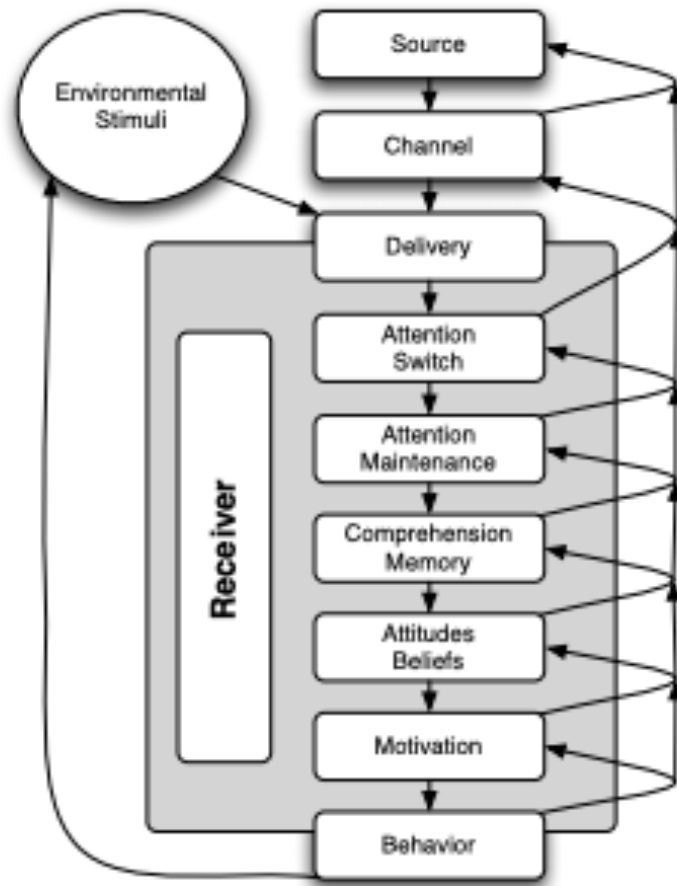 Source
Environmental
Stimuli
Channel
Delivery
Attention
Switch
Attention
Maintenance
Receiver
Comprehension
Memory
Attitudes
Beliefs
Motivation
Behavior